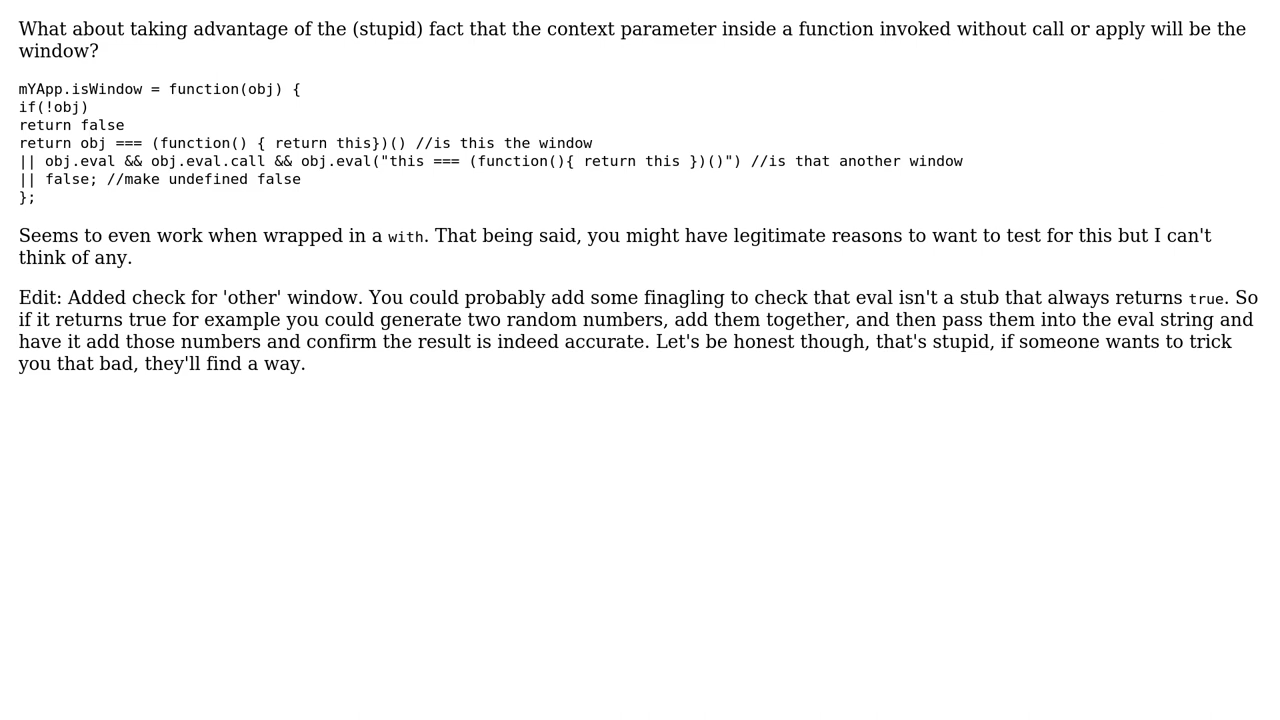 What about taking advantage of the (stupid) fact that the context parameter inside a function invoked without call or apply will be the
window?
mYApp.isWindow = function(obj) {
if(!obj)
return false
return obj === (function() { return this})() //is this the window
|| obj.eval && obj.eval.call && obj.eval("this === (function(){ return this })()") //is that another window
|| false; //make undefined false
};
Seems to even work when wrapped in a with. That being said, you might have legitimate reasons to want to test for this but I can't
think of any.
Edit: Added check for 'other' window. You could probably add some finagling to check that eval isn't a stub that always returns true. So
if it returns true for example you could generate two random numbers, add them together, and then pass them into the eval string and
have it add those numbers and confirm the result is indeed accurate. Let's be honest though, that's stupid, if someone wants to trick
you that bad, they'll find a way.